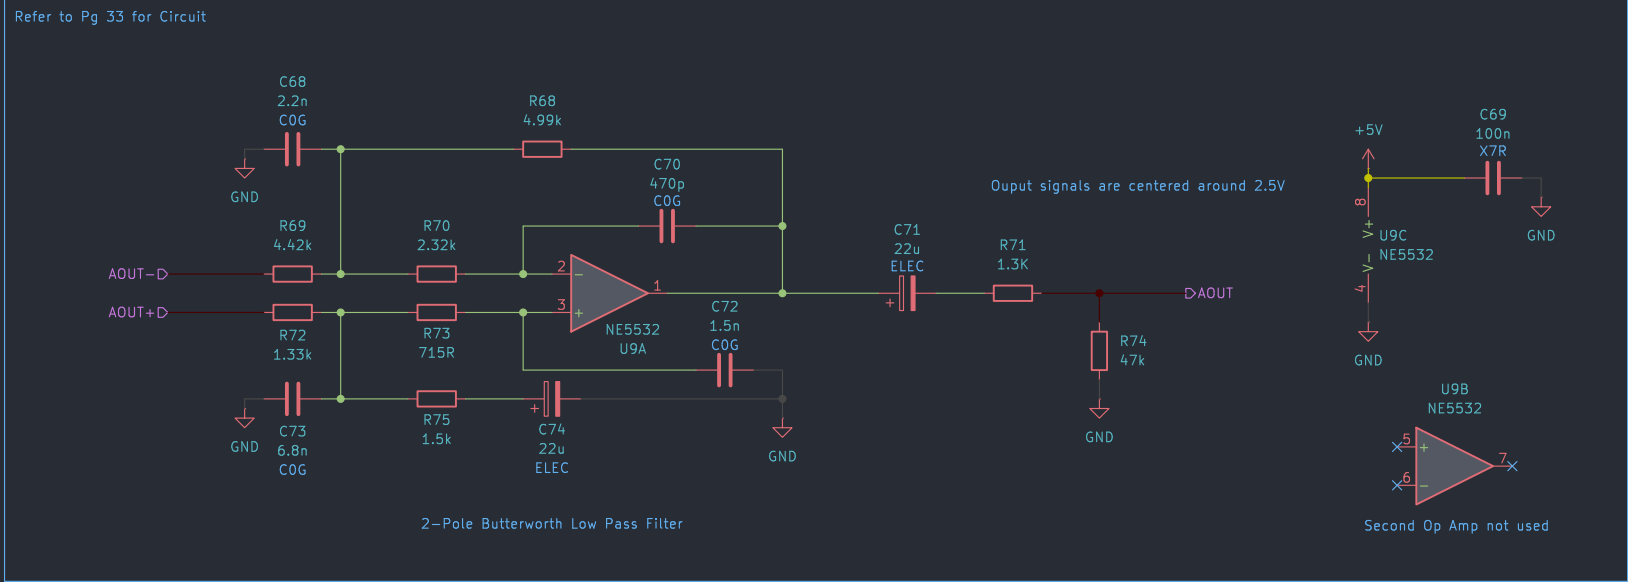 Refer to Pg 33 for Circuit
C68
2.2n
C0G
GND
R68
4.99k
C70
470p
C0G
R69
4.42k
R70
2.32k
AOUT-
AOUT+
R72
1.33k
R73
715R
2
-
3
+
1
NE5532
U9A
C72
1.5n
C0G
C73
6.8n
C0G
GND
R75
1.5k
+
C74
22u
ELEC
GND
2-Pole Butterworth Low Pass Filter
Ouput signals are centered around 2.5V
C71
22u
ELEC
+
R71
1.3K
AOUT
R74
47k
GND
+5V
C69
100n
X7R
GND
8
V+
U9C
NE5532
V-
4
GND
U9B
NE5532
5
+
6
-
7
Second Op Amp not used